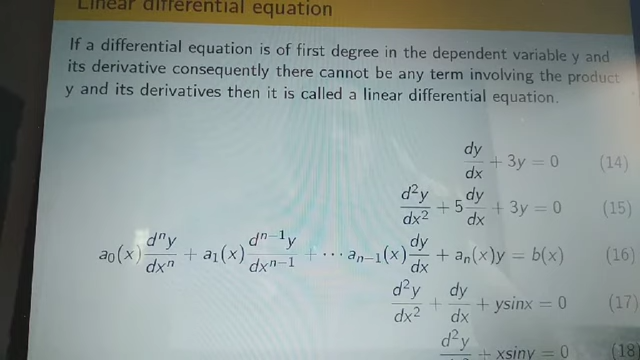 Linear differential equation
If a differential equation is of first degree in the dependent variable y and
its derivative consequently there cannot be any term involving the product
y and its derivatives then it is called a linear differential equation.
dy/dx + 3y = 0 (14)
d²y/dx² + 5 dy/dx + 3y = 0 (15)
a₀(x) dⁿy/dxⁿ + a₁(x) dⁿ⁻¹y/dxⁿ⁻¹ + ··· aₙ₋₁(x) dy/dx + aₙ(x)y = b(x) (16)
d²y/dx² + dy/dx + ysinx = 0 (17)
d²y + xsiny = 0 (18)